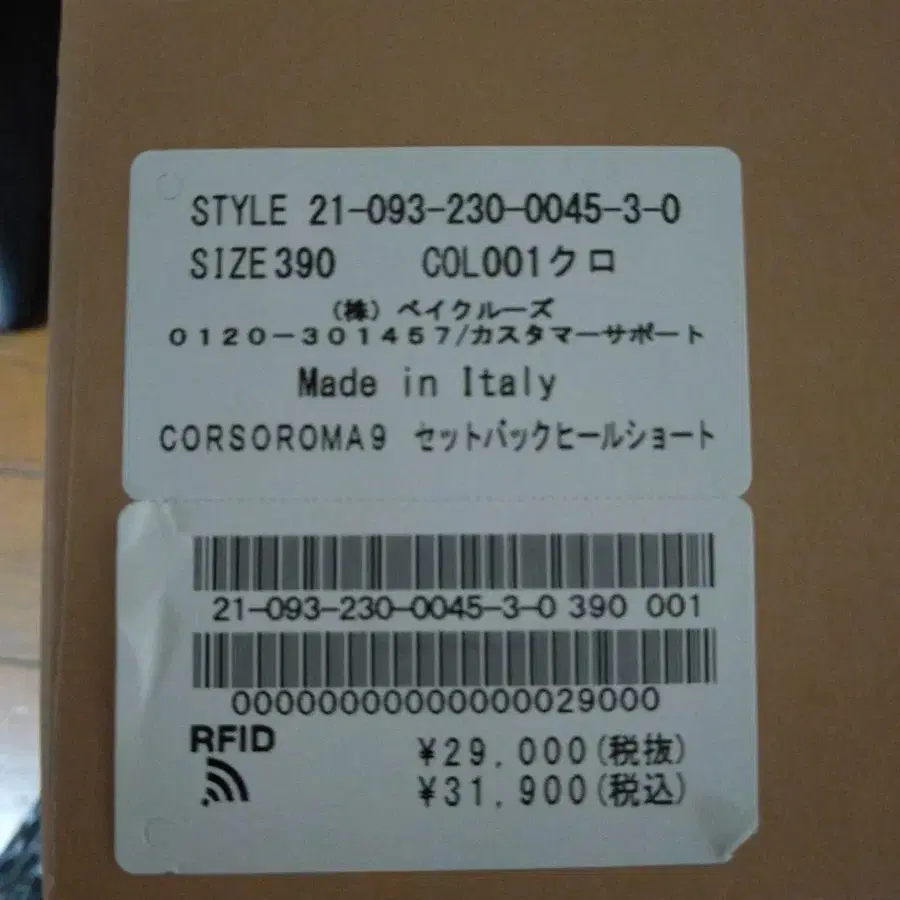 STYLE 21-093-230-0045-3-0
SIZE390 COL001クロ
(株)ベイクルーズ
0120-301457/カスタマーサポート
Made in Italy
CORSOROMA9 セットバックヒールショート
21-093-230-0045-3-0 390 001
00000000000000000029000
RFID
¥29,000(税抜)
¥31,900(税込)